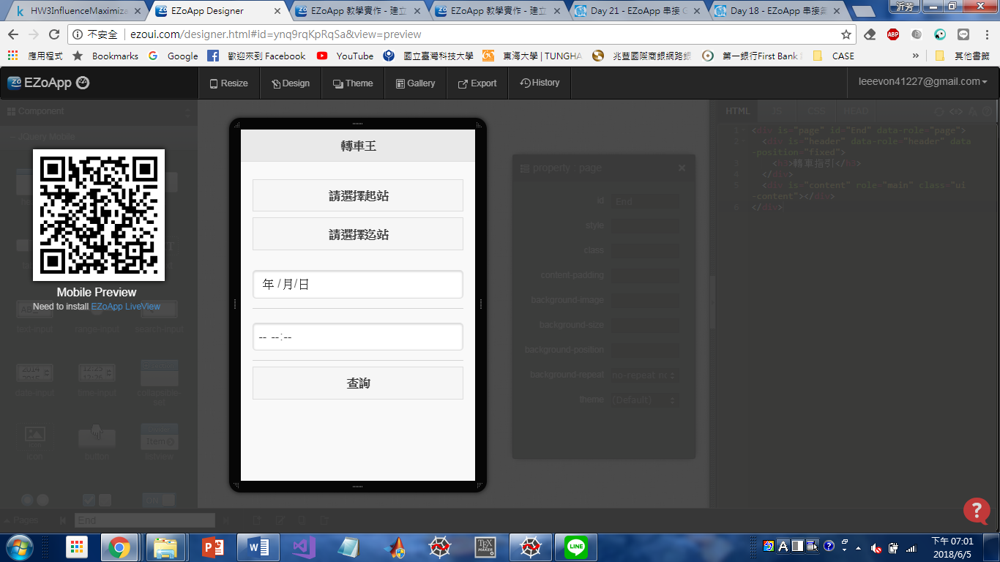 HW3InfluenceMaximiza
EZoApp Designer
EZoApp 教學實作 - 建立
EZoApp 教學實作 - 建立
Day 21 - EZoApp 串接 G
Day 18 - EZoApp 串接
沂芳
不安全 | ezoui.com/designer.html#id=ynq9rqKpRqSa&view=preview
ABP
應用程式 Bookmarks Google 歡迎來到 Facebook YouTube 國立臺灣科技大學 東海大學 | TUNGHA 兆豐國際商銀網路銀 第一銀行First Bank CASE » 其他書籤
EZoApp Resize Design Theme Gallery Export History leeevon41227@gmail.com
Component
JQuery Mobile
Mobile Preview
Need to install EZoApp LiveView
text-input range-input search-input
date-input time-input collapsible-set
Item
icon button listview
ON
Pages End
轉車王
請選擇起站
請選擇迄站
年 /月/日
-- --:--
查詢
property page
id End
style
class
content-padding
background-image
background-size
background-position
background-repeat no-repeat
theme (Default)
HTML JS CSS HEAD
1 <div is="page" id="End" data-role="page">
2 <div is="header" data-role="header" data
-position="fixed">
3 <h3>轉車指引</h3>
4 </div>
5 <div is="content" role="main" class="ui
-content"></div>
6 </div>
?
下午 07:01
2018/6/5